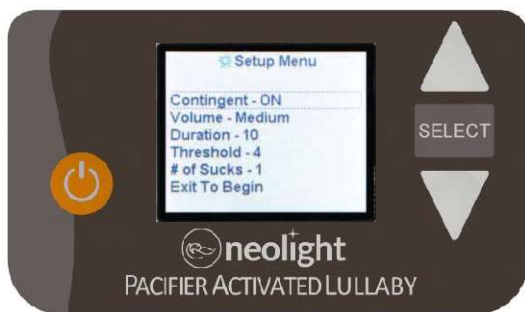 Setup Menu
Contingent - ON
Volume - Medium
Duration - 10
Threshold - 4
# of Sucks - 1
Exit To Begin
SELECT
neolight
PACIFIER ACTIVATED LULLABY